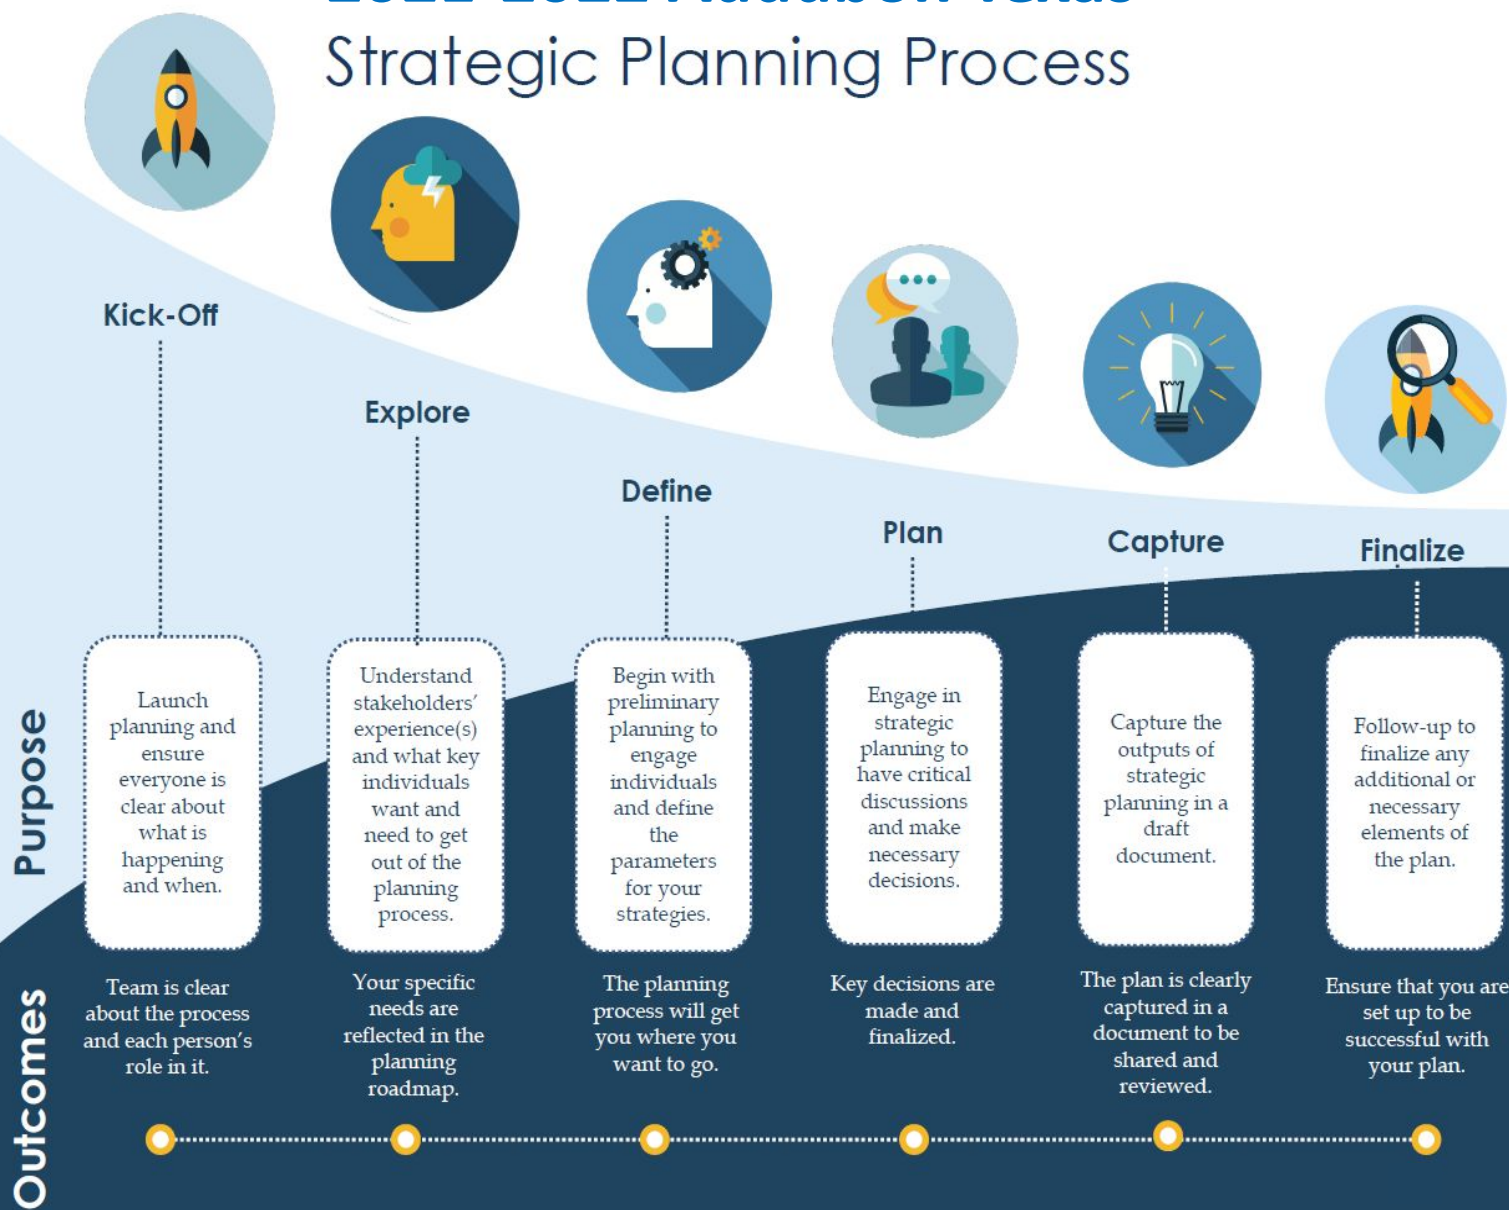 Audubon Texas
Strategic Planning Process
Kick-Off
Explore
Define
Plan
Capture
Finalize
Purpose
Launch
planning and
ensure
everyone is
clear about
what is
happening
and when.
Understand
stakeholders'
experience(s)
and what key
individuals
want and
need to get
out of the
planning
process.
Begin with
preliminary
planning to
engage
individuals
and define
the
parameters
for your
strategies.
Engage in
strategic
planning to
have critical
discussions
and make
necessary
decisions.
Capture the
outputs of
strategic
planning in a
draft
document.
Follow-up to
finalize any
additional or
necessary
elements of
the plan.
Outcomes
Team is clear
about the process
and each person's
role in it.
Your specific
needs are
reflected in the
planning
roadmap.
The planning
process will get
you where you
want to go.
Key decisions are
made and
finalized.
The plan is clearly
captured in a
document to be
shared and
reviewed.
Ensure that you are
set up to be
successful with
your plan.